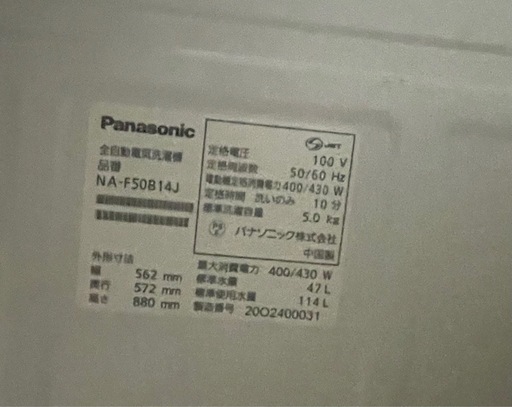 Panasonic
全自動電気洗濯機
品番
NA-F50B14J
定格電圧 100 V
定格周波数 50/60 Hz
電動機定格消費電力 400/430 W
定格時間 洗いのみ 10 分
標準洗濯容量 5.0 kg
パナソニック株式会社
中国製
外形寸法
幅 562 mm
奥行 572 mm
高さ 880 mm
最大消費電力 400/430 W
標準水量 47 L
標準使用水量 114 L
製造番号 2002400031